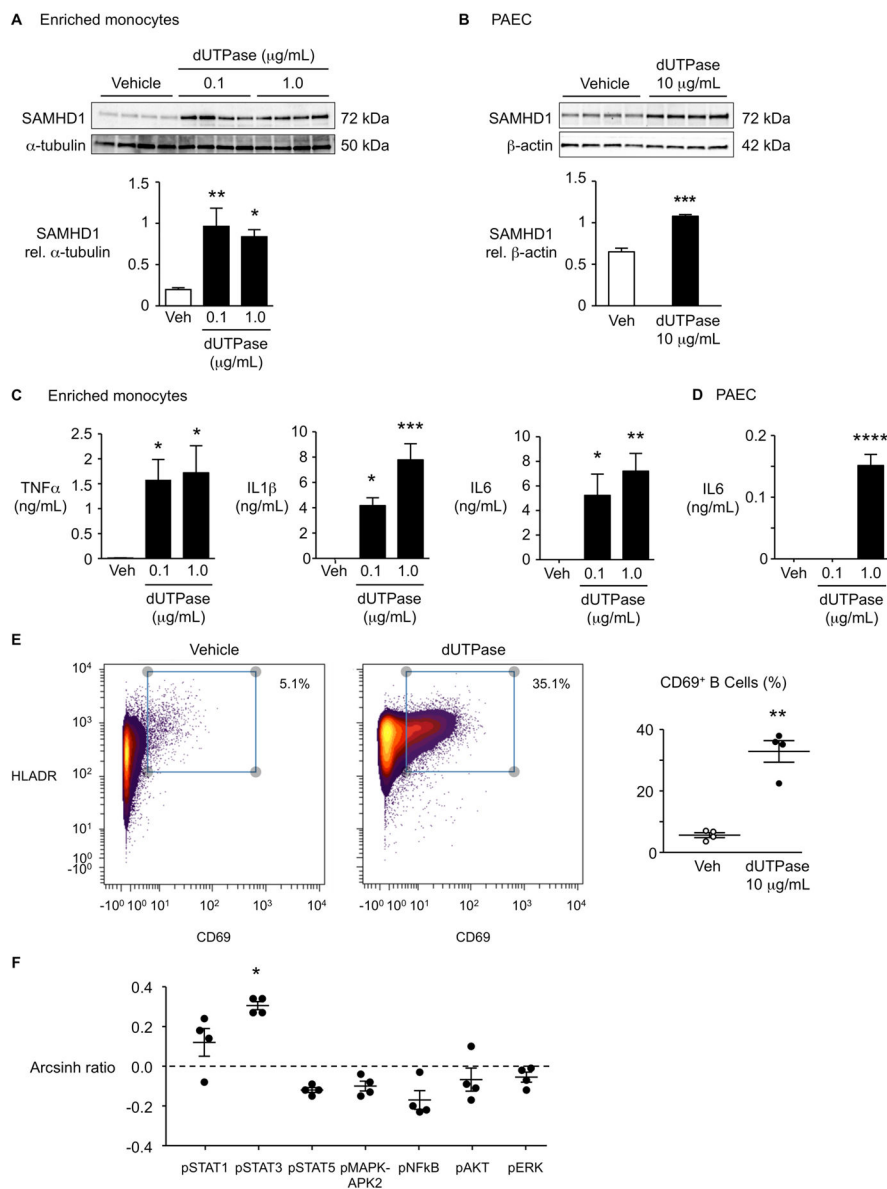 A Enriched monocytes
dUTPase (μg/mL)
Vehicle 0.1 1.0
SAMHD1 72 kDa
α-tubulin 50 kDa
1.5
1
0.5
0
SAMHD1
rel. α-tubulin
** *
Veh 0.1 1.0
dUTPase
(μg/mL)
B PAEC
dUTPase
Vehicle 10 μg/mL
SAMHD1 72 kDa
β-actin 42 kDa
1.5
1
0.5
0
SAMHD1
rel. β-actin
***
Veh dUTPase
10 μg/mL
C Enriched monocytes
2.5
2
1.5
1
0.5
0
TNFα
(ng/mL)
* *
Veh 0.1 1.0
dUTPase
(μg/mL)
10
8
6
4
2
0
IL1β
(ng/mL)
* ***
Veh 0.1 1.0
dUTPase
(μg/mL)
8
6
4
2
0
IL6
(ng/mL)
* **
Veh 0.1 1.0
dUTPase
(μg/mL)
D PAEC
0.2
0.15
0.1
0
IL6
(ng/mL)
****
Veh 0.1 1.0
dUTPase
(μg/mL)
E
Vehicle
5.1%
10⁴
10³
10²
10¹
10⁰
-10⁰
HLADR
-10⁰ 10⁰ 10¹ 10² 10³ 10⁴
CD69
dUTPase
35.1%
-10⁰ 10⁰ 10¹ 10² 10³ 10⁴
CD69
CD69⁺ B Cells (%)
**
40
20
0
Veh dUTPase
10 μg/mL
F
*
0.4
0.2
0.0
-0.2
-0.4
Arcsinh ratio
pSTAT1 pSTAT3 pSTAT5 pMAPK- pNFkB pAKT pERK
APK2